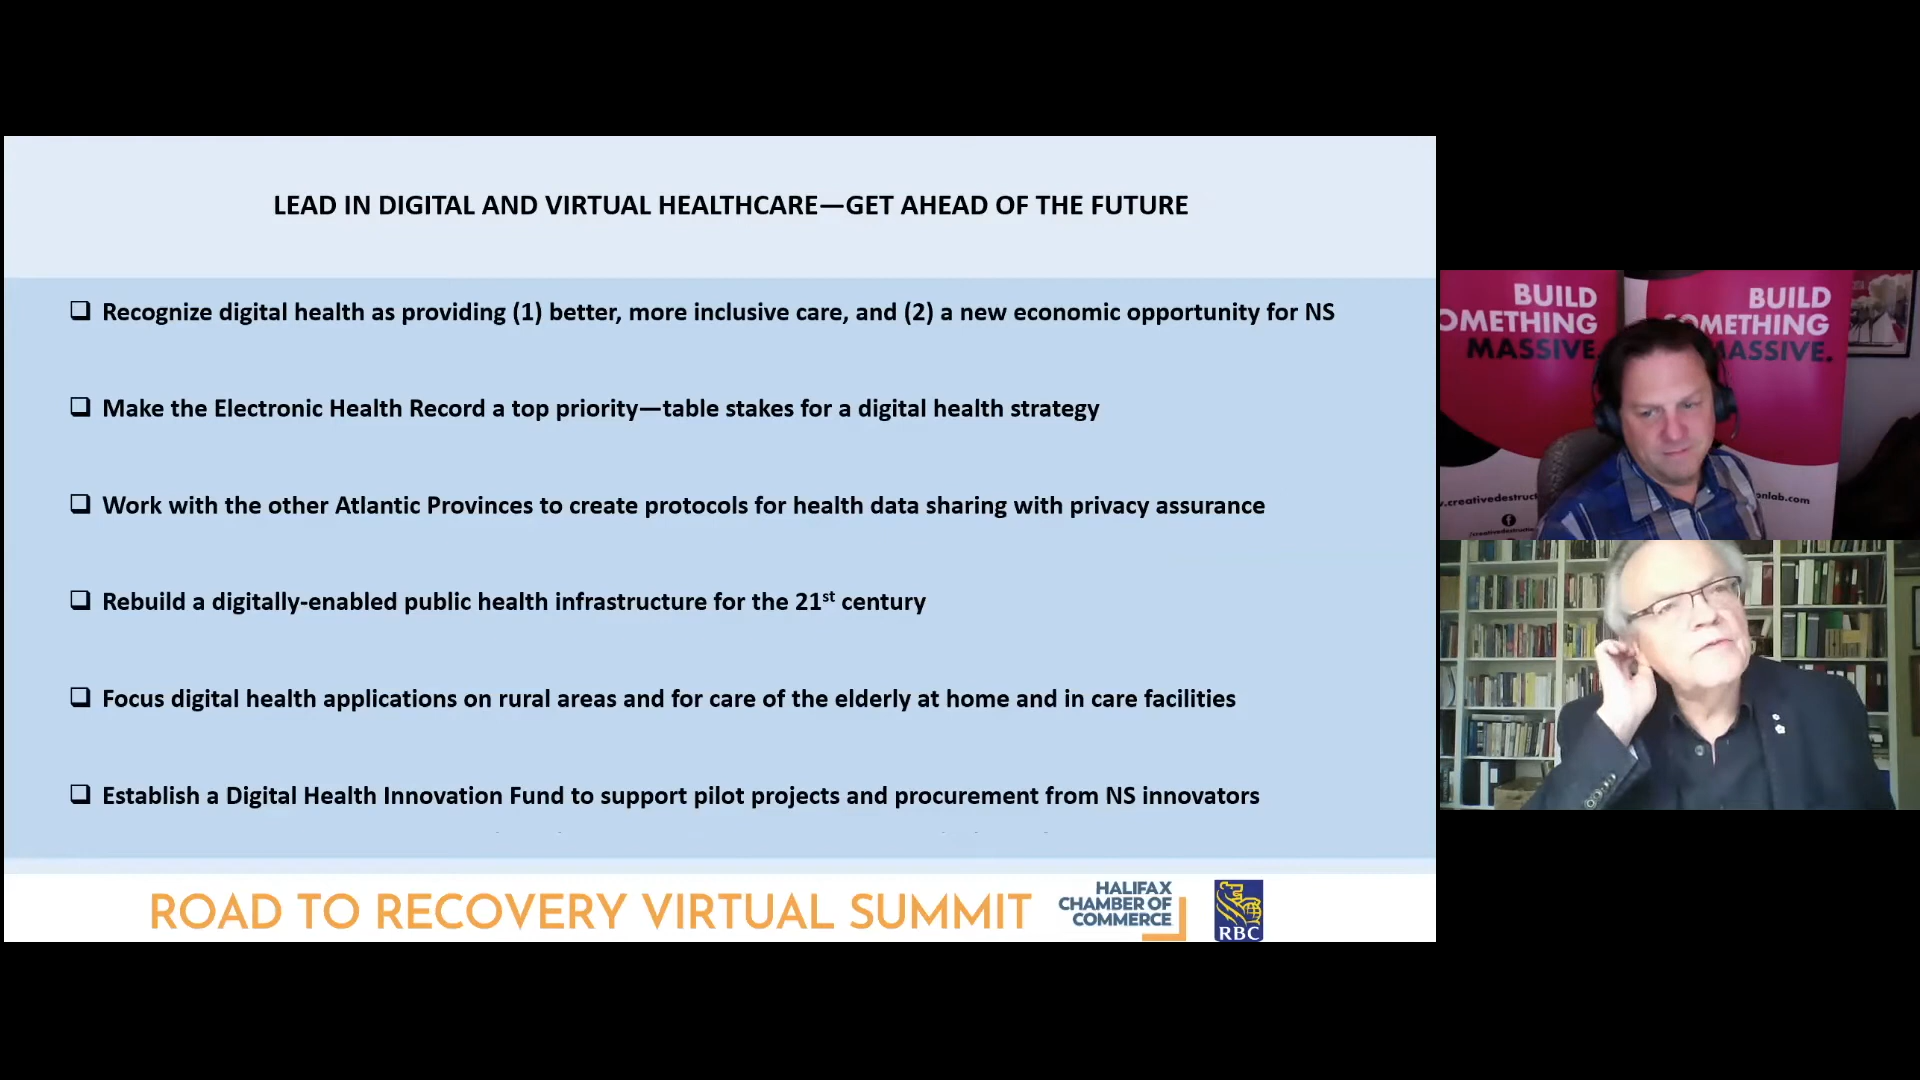 LEAD IN DIGITAL AND VIRTUAL HEALTHCARE—GET AHEAD OF THE FUTURE
❑ Recognize digital health as providing (1) better, more inclusive care, and (2) a new economic opportunity for NS
❑ Make the Electronic Health Record a top priority—table stakes for a digital health strategy
❑ Work with the other Atlantic Provinces to create protocols for health data sharing with privacy assurance
❑ Rebuild a digitally-enabled public health infrastructure for the 21st century
❑ Focus digital health applications on rural areas and for care of the elderly at home and in care facilities
❑ Establish a Digital Health Innovation Fund to support pilot projects and procurement from NS innovators
ROAD TO RECOVERY VIRTUAL SUMMIT
HALIFAX
CHAMBER OF
COMMERCE
RBC
BUILD
OMETHING
MASSIVE.
.creativedestruct
/creativedestructio
BUILD
SOMETHING
MASSIVE.
onlab.com